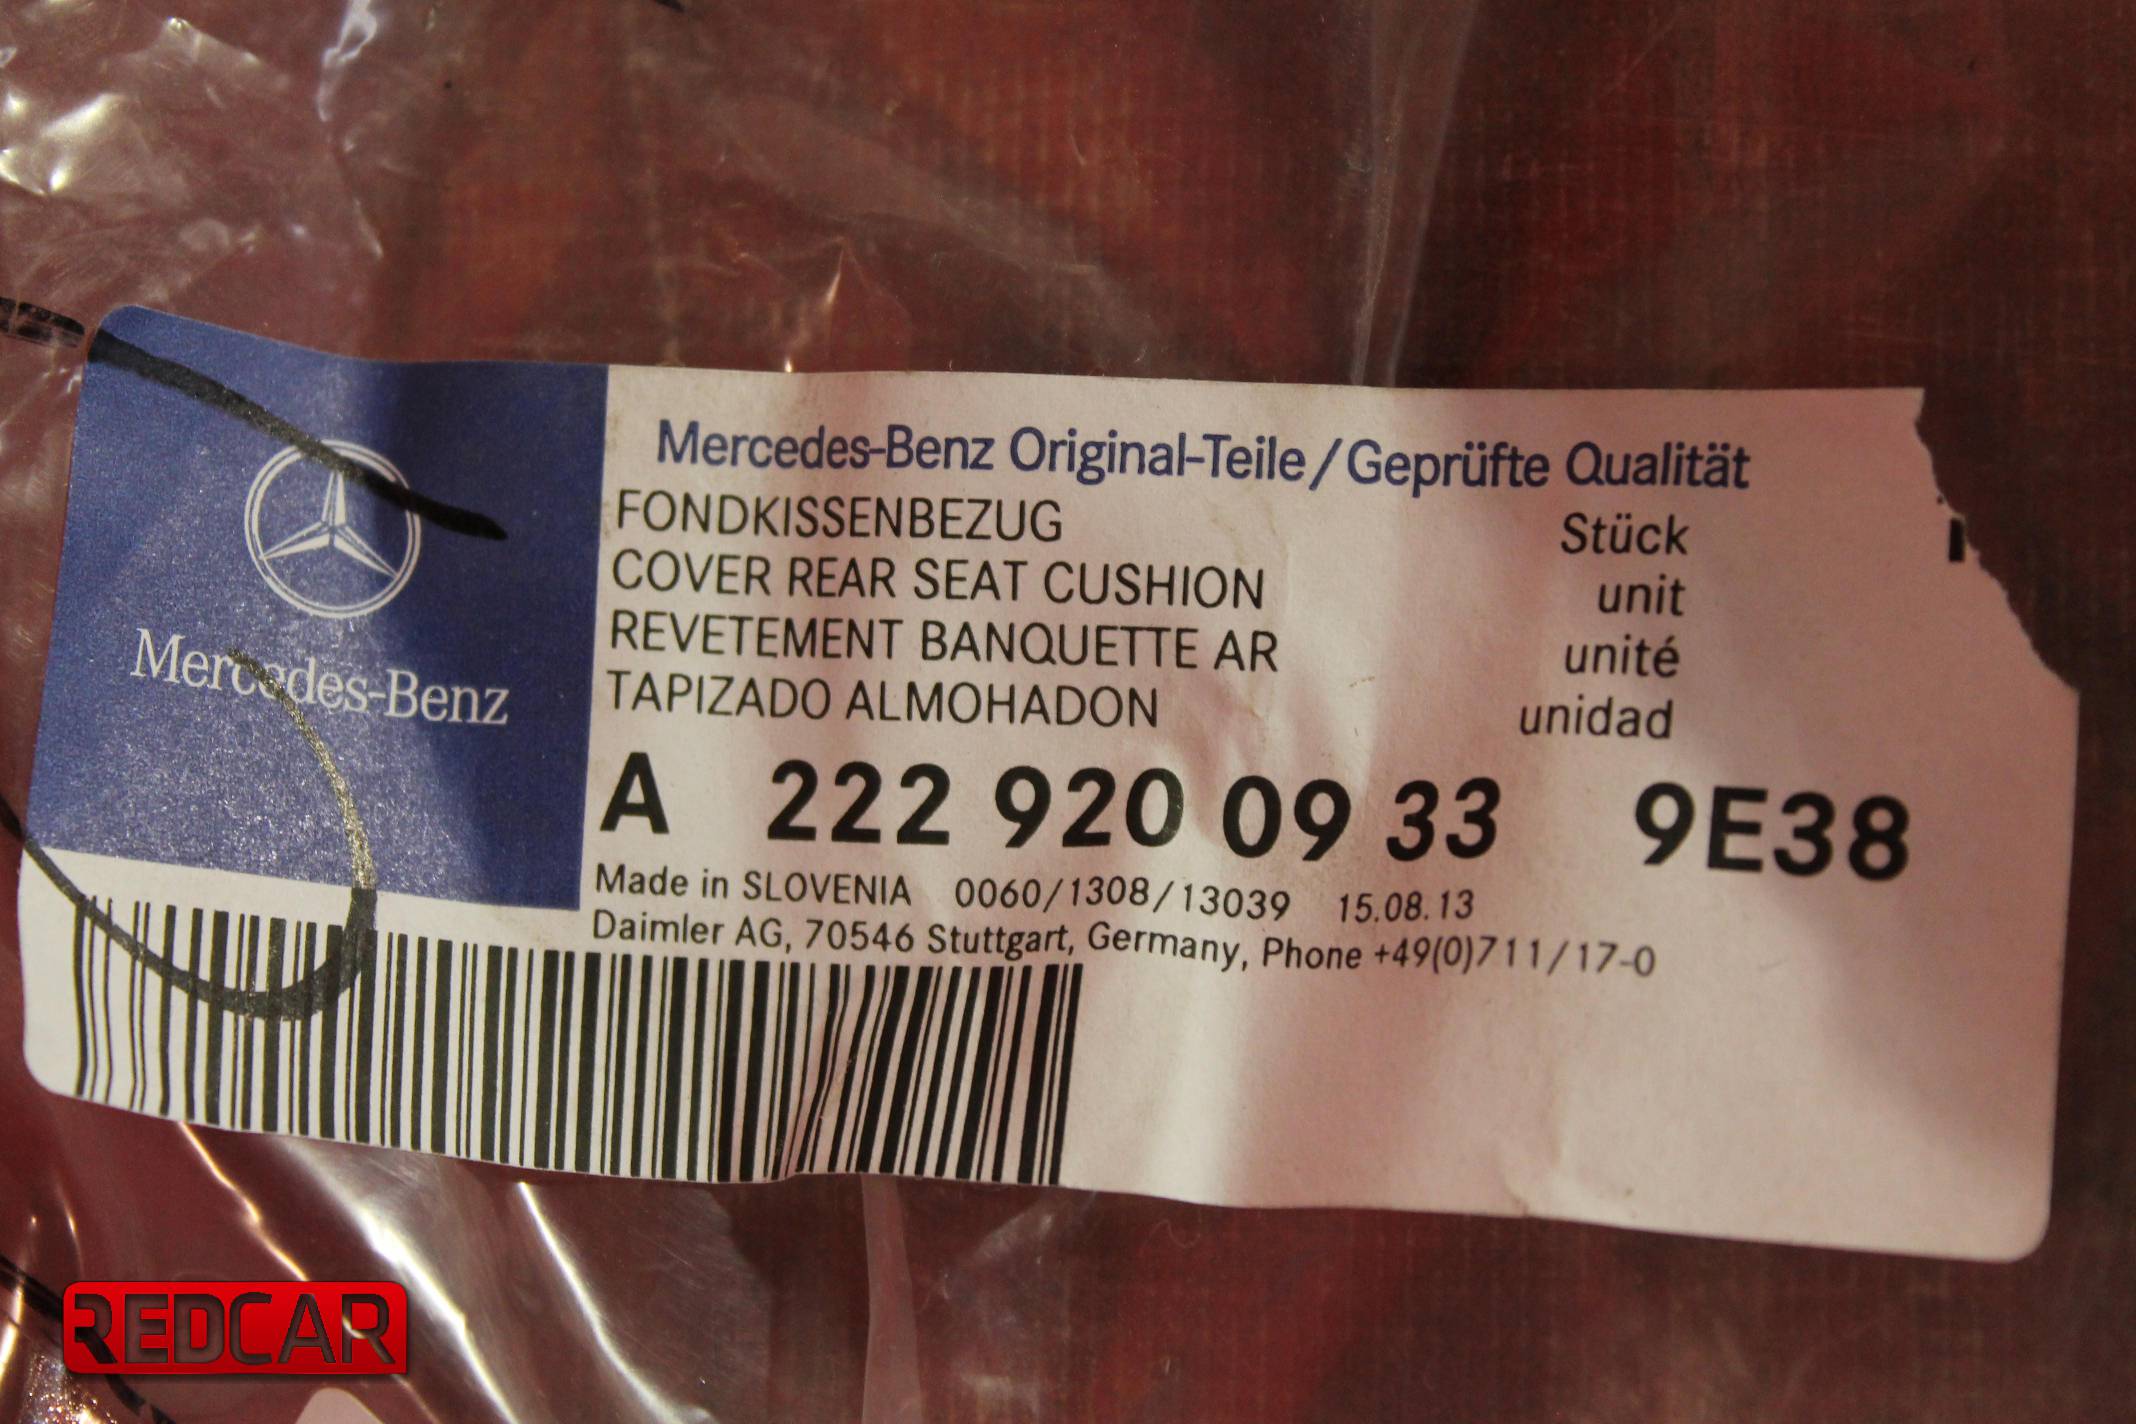 Mercedes-Benz
Mercedes-Benz Original-Teile/Geprüfte Qualität
FONDKISSENBEZUG Stück
COVER REAR SEAT CUSHION unit
REVETEMENT BANQUETTE AR unité
TAPIZADO ALMOHADON unidad
A 222 920 09 33 9E38
Made in SLOVENIA 0060/1308/13039 15.08.13
Daimler AG, 70546 Stuttgart, Germany, Phone +49(0)711/17-0
REDCAR